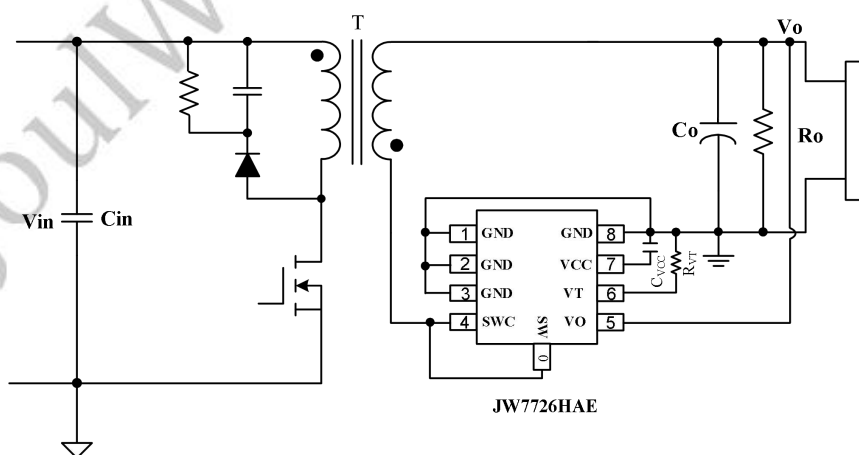 T
Vo
Co
Ro
Vin
Cin
1 GND
2 GND
3 GND
4 SWC
GND 8
VCC 7
VT 6
VO 5
SW
0
CVCC
RVT
JW7726HAE